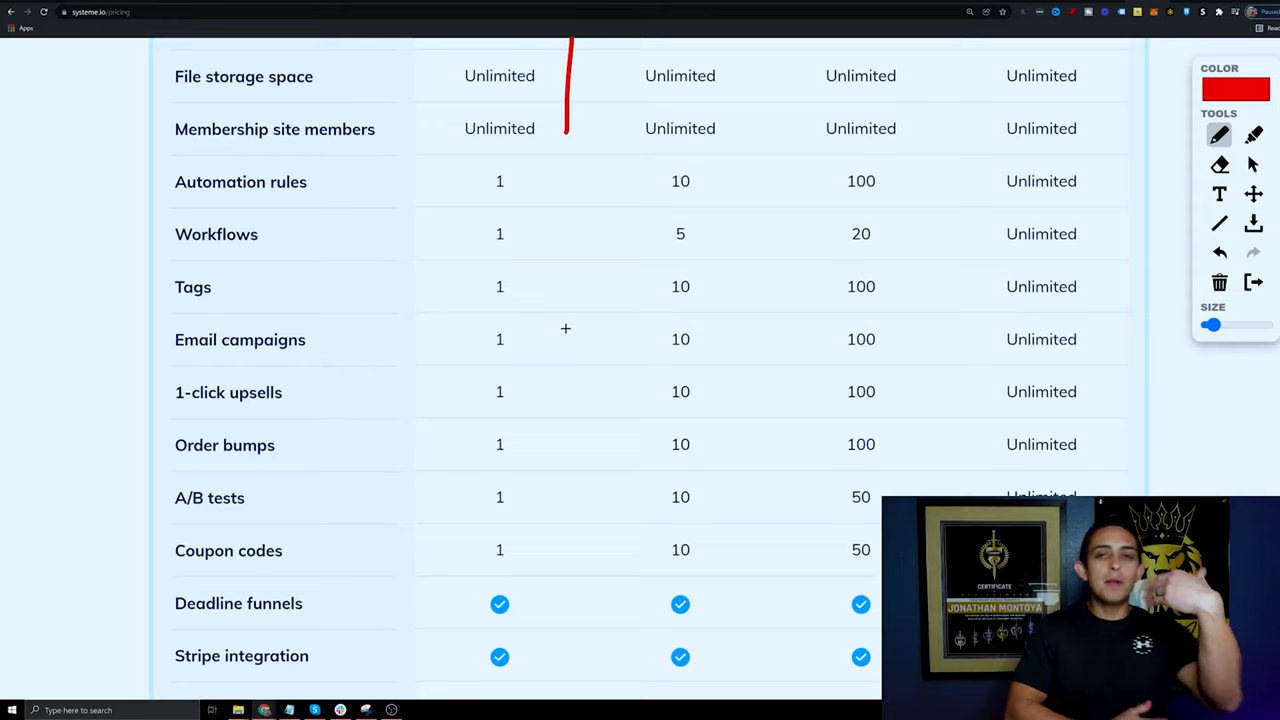 systeme.io/pricing
Paused
Apps
Read
File storage space Unlimited Unlimited Unlimited Unlimited
Membership site members Unlimited Unlimited Unlimited Unlimited
Automation rules 1 10 100 Unlimited
Workflows 1 5 20 Unlimited
Tags 1 10 100 Unlimited
Email campaigns 1 10 100 Unlimited
1-click upsells 1 10 100 Unlimited
Order bumps 1 10 100 Unlimited
A/B tests 1 10 50 Unlimited
Coupon codes 1 10 50
Deadline funnels
Stripe integration
COLOR
TOOLS
T
SIZE
CERTIFICATE
JONATHAN MONTOYA
Type here to search